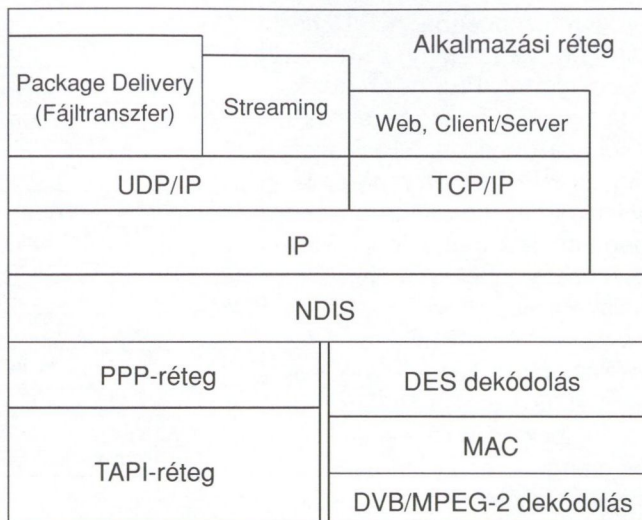 Alkalmazási réteg
Package Delivery
(Fájltranszfer)
Streaming
Web, Client/Server
UDP/IP
TCP/IP
IP
NDIS
PPP-réteg
DES dekódolás
TAPI-réteg
MAC
DVB/MPEG-2 dekódolás